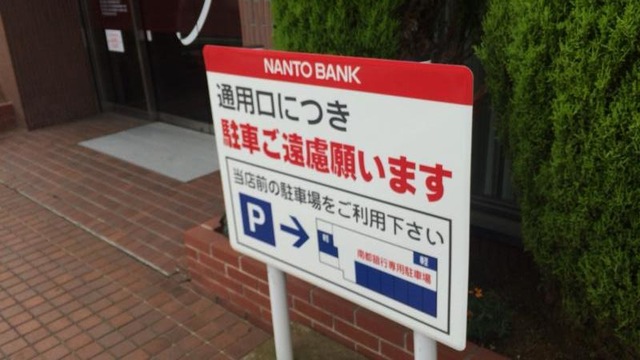 NANTO BANK
通用口につき
駐車ご遠慮願います
当店前の駐車場をご利用下さい
P
軽
軽
南都銀行専用駐車場